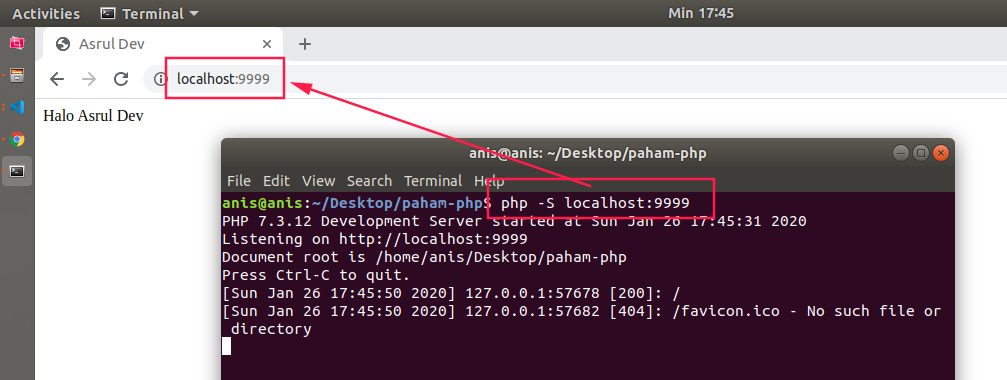 Activities Terminal Min 17:45
Asrul Dev
localhost:9999
Halo Asrul Dev
anis@anis: ~/Desktop/paham-php
File Edit View Search Terminal Help
anis@anis:~/Desktop/paham-php$ php -S localhost:9999
PHP 7.3.12 Development Server started at Sun Jan 26 17:45:31 2020
Listening on http://localhost:9999
Document root is /home/anis/Desktop/paham-php
Press Ctrl-C to quit.
[Sun Jan 26 17:45:50 2020] 127.0.0.1:57678 [200]: /
[Sun Jan 26 17:45:50 2020] 127.0.0.1:57682 [404]: /favicon.ico - No such file or
directory